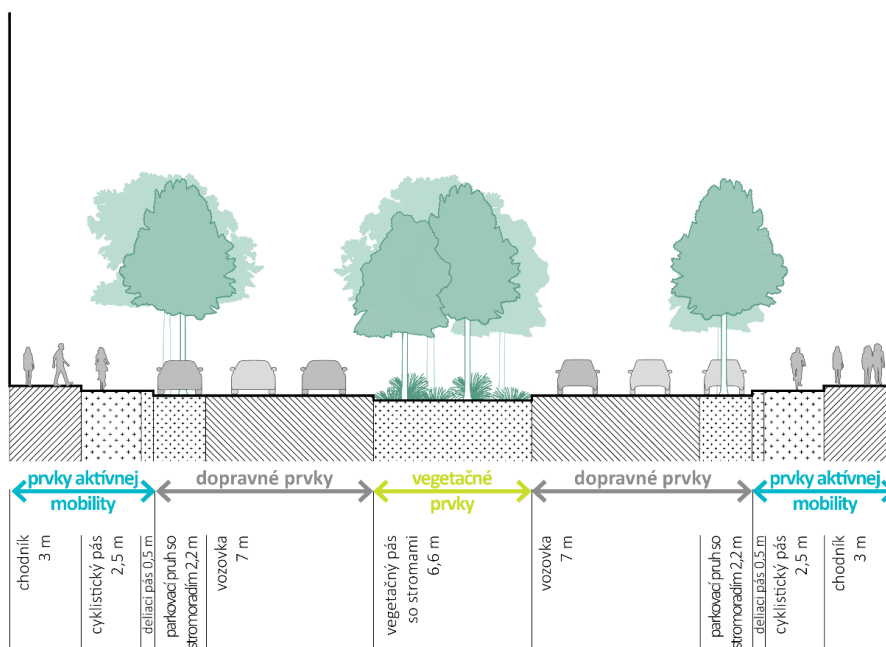 prvky aktívnej
mobility
dopravné prvky
vegetačné
prvky
dopravné prvky
prvky aktívnej
mobility
chodník
3 m
cyklistický pás
2,5 m
deliaci pás 0,5 m
parkovací pruh so
stromoradím 2,2 m
vozovka
7 m
vegetačný pás
so stromami
6,6 m
vozovka
7 m
parkovací pruh so
stromoradím 2,2 m
deliaci pás 0,5 m
cyklistický pás
2,5 m
chodník
3 m